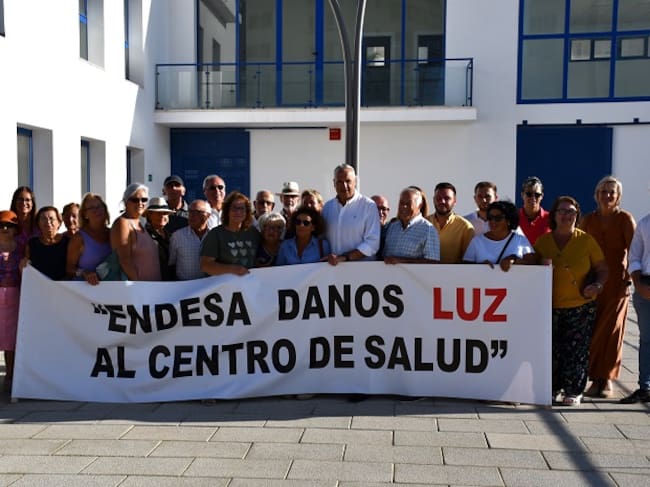 "ENDESA DANOS LUZ
AL CENTRO DE SALUD"